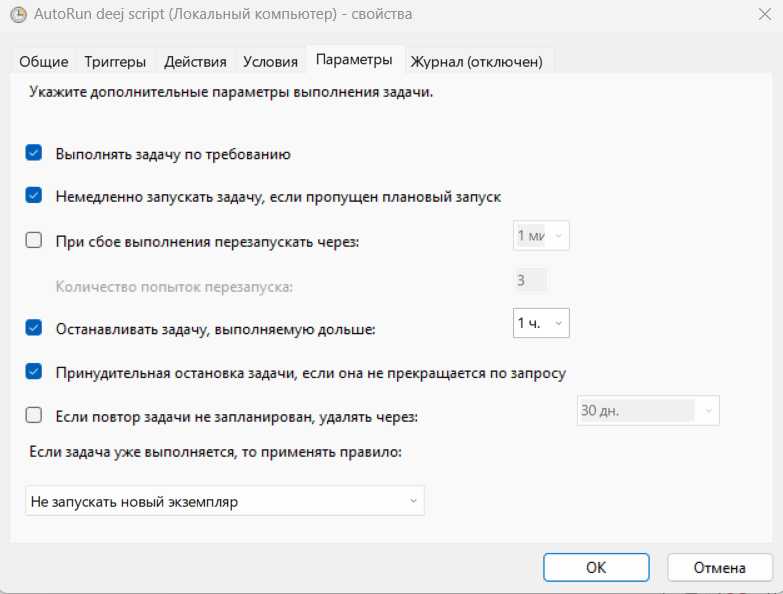 AutoRun deej script (Локальный компьютер) - свойства
Общие Триггеры Действия Условия Параметры Журнал (отключен)
Укажите дополнительные параметры выполнения задачи.
Выполнять задачу по требованию
Немедленно запускать задачу, если пропущен плановый запуск
При сбое выполнения перезапускать через: 1 ми
Количество попыток перезапуска: 3
Останавливать задачу, выполняемую дольше: 1 ч.
Принудительная остановка задачи, если она не прекращается по запросу
Если повтор задачи не запланирован, удалять через: 30 дн.
Если задача уже выполняется, то применять правило:
Не запускать новый экземпляр
ОК Отмена